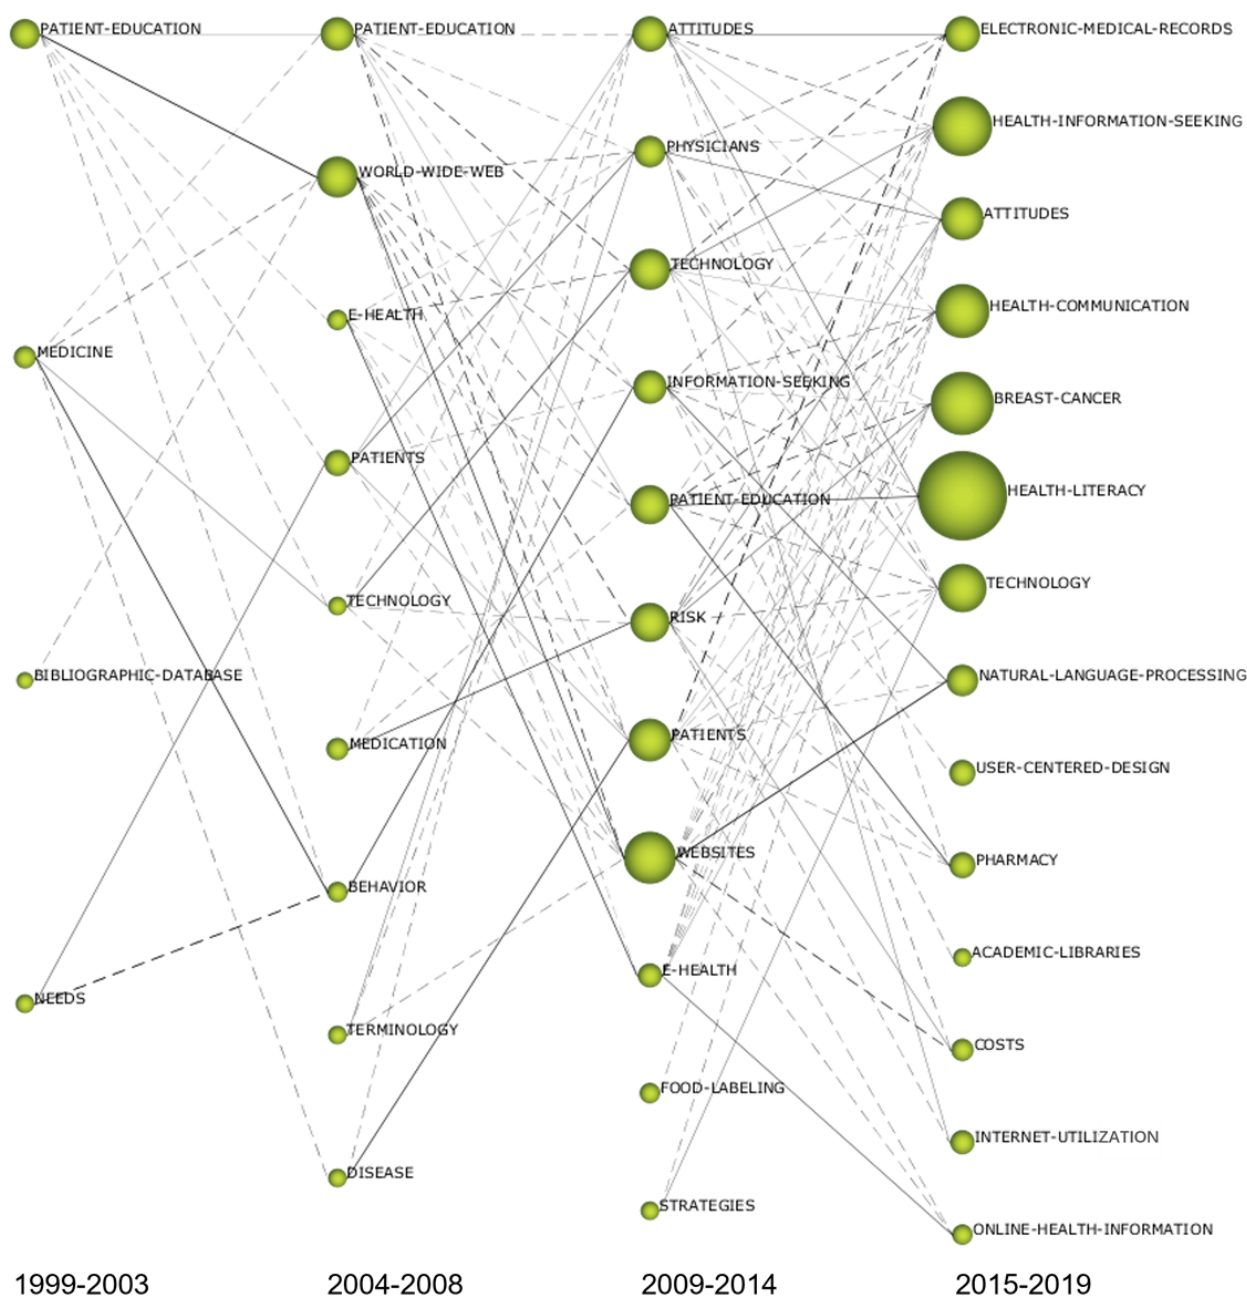 PATIENT-EDUCATION
MEDICINE
BIBLIOGRAPHIC-DATABASE
NEEDS
1999-2003
PATIENT-EDUCATION
WORLD-WIDE-WEB
E-HEALTH
PATIENTS
TECHNOLOGY
MEDICATION
BEHAVIOR
TERMINOLOGY
DISEASE
2004-2008
ATTITUDES
PHYSICIANS
TECHNOLOGY
INFORMATION-SEEKING
PATIENT-EDUCATION
RISK
PATIENTS
WEBSITES
E-HEALTH
FOOD-LABELING
STRATEGIES
2009-2014
ELECTRONIC-MEDICAL-RECORDS
HEALTH-INFORMATION-SEEKING
ATTITUDES
HEALTH-COMMUNICATION
BREAST-CANCER
HEALTH-LITERACY
TECHNOLOGY
NATURAL-LANGUAGE-PROCESSING
USER-CENTERED-DESIGN
PHARMACY
ACADEMIC-LIBRARIES
COSTS
INTERNET-UTILIZATION
ONLINE-HEALTH-INFORMATION
2015-2019